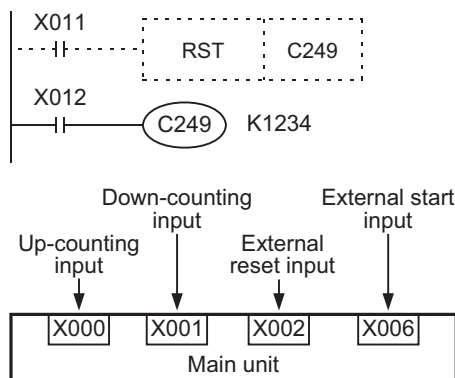 X011
RST C249
X012
C249 K1234
Down-counting input
External start input
Up-counting input
External reset input
X000 X001 X002 X006
Main unit